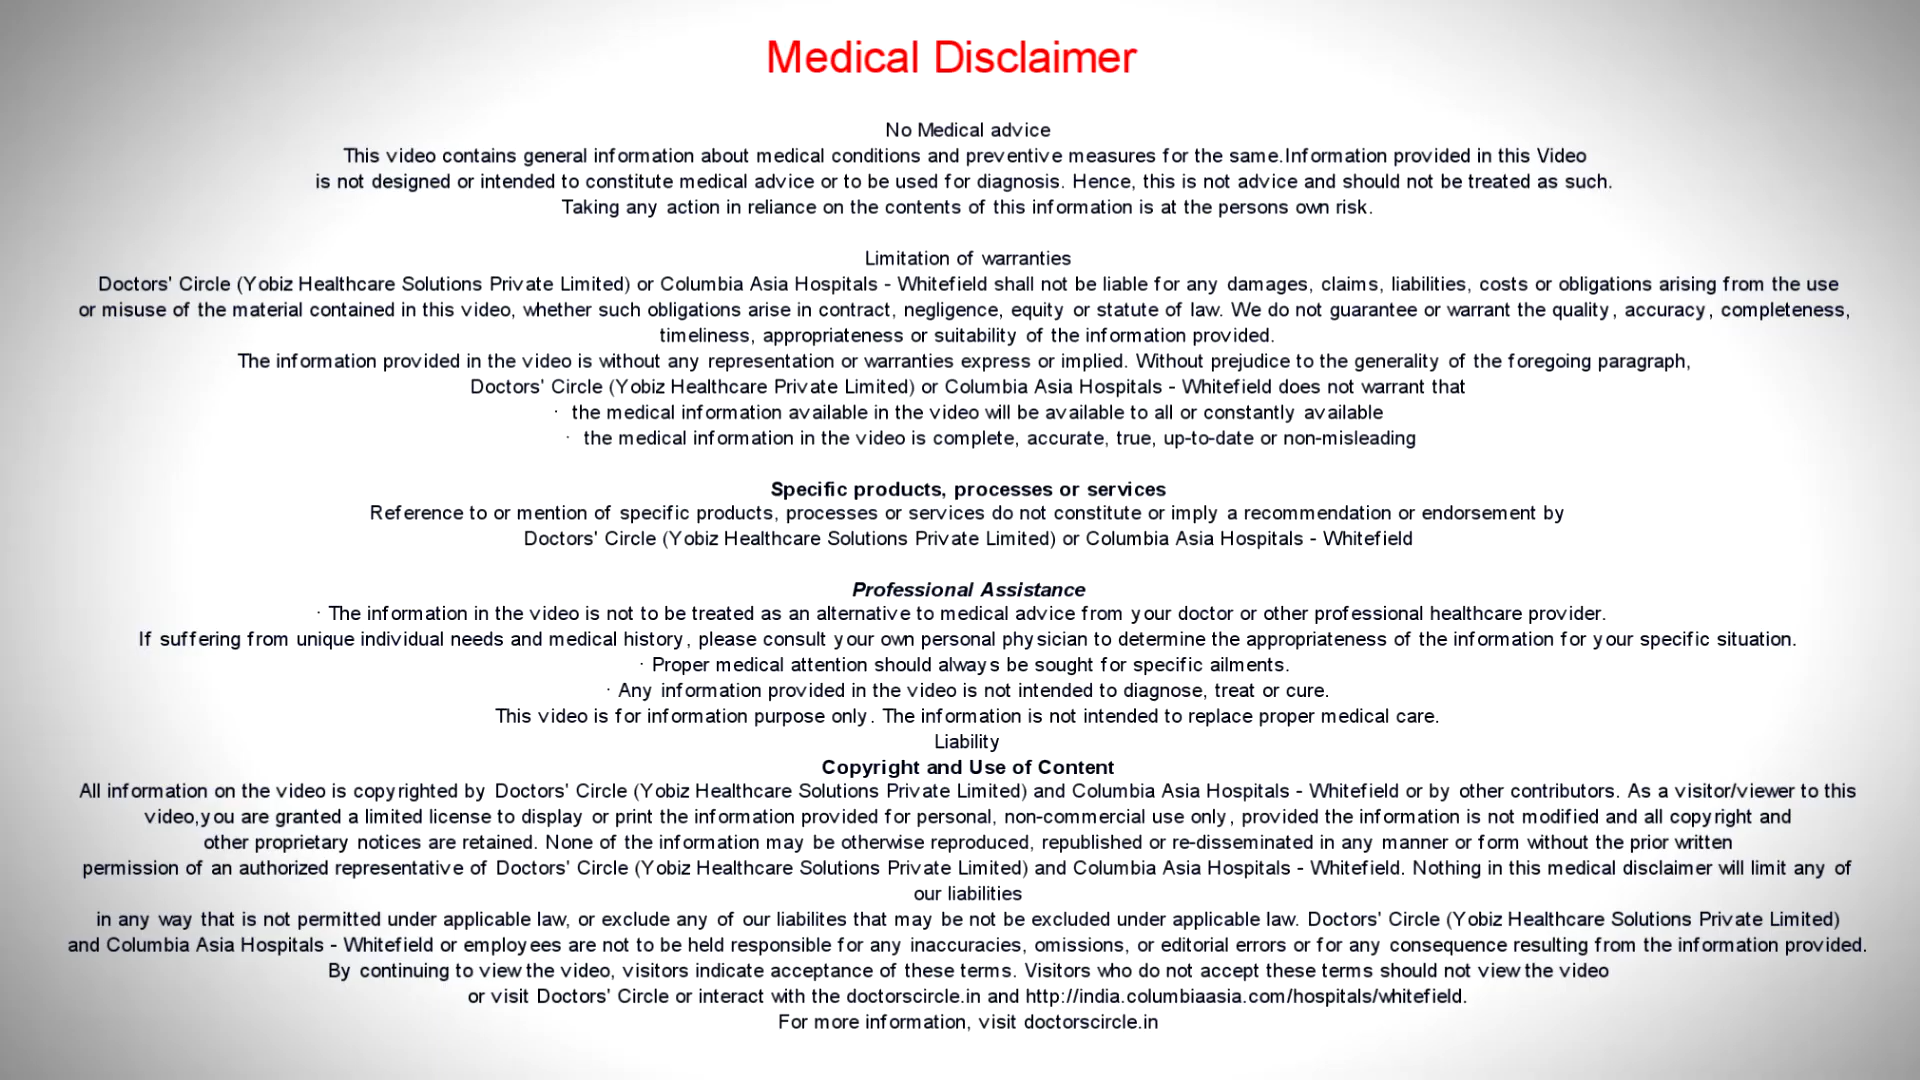 Medical Disclaimer
No Medical advice
This video contains general information about medical conditions and preventive measures for the same.Information provided in this Video
is not designed or intended to constitute medical advice or to be used for diagnosis. Hence, this is not advice and should not be treated as such.
Taking any action in reliance on the contents of this information is at the persons own risk.
Limitation of warranties
Doctors' Circle (Yobiz Healthcare Solutions Private Limited) or Columbia Asia Hospitals - Whitefield shall not be liable for any damages, claims, liabilities, costs or obligations arising from the use
or misuse of the material contained in this video, whether such obligations arise in contract, negligence, equity or statute of law. We do not guarantee or warrant the quality, accuracy, completeness,
timeliness, appropriateness or suitability of the information provided.
The information provided in the video is without any representation or warranties express or implied. Without prejudice to the generality of the foregoing paragraph,
Doctors' Circle (Yobiz Healthcare Private Limited) or Columbia Asia Hospitals - Whitefield does not warrant that
· the medical information available in the video will be available to all or constantly available
· the medical information in the video is complete, accurate, true, up-to-date or non-misleading
Specific products, processes or services
Reference to or mention of specific products, processes or services do not constitute or imply a recommendation or endorsement by
Doctors' Circle (Yobiz Healthcare Solutions Private Limited) or Columbia Asia Hospitals - Whitefield
Professional Assistance
· The information in the video is not to be treated as an alternative to medical advice from your doctor or other professional healthcare provider.
If suffering from unique individual needs and medical history, please consult your own personal physician to determine the appropriateness of the information for your specific situation.
· Proper medical attention should always be sought for specific ailments.
· Any information provided in the video is not intended to diagnose, treat or cure.
This video is for information purpose only. The information is not intended to replace proper medical care.
Liability
Copyright and Use of Content
All information on the video is copyrighted by Doctors' Circle (Yobiz Healthcare Solutions Private Limited) and Columbia Asia Hospitals - Whitefield or by other contributors. As a visitor/viewer to this
video,you are granted a limited license to display or print the information provided for personal, non-commercial use only, provided the information is not modified and all copyright and
other proprietary notices are retained. None of the information may be otherwise reproduced, republished or re-disseminated in any manner or form without the prior written
permission of an authorized representative of Doctors' Circle (Yobiz Healthcare Solutions Private Limited) and Columbia Asia Hospitals - Whitefield. Nothing in this medical disclaimer will limit any of
our liabilities
in any way that is not permitted under applicable law, or exclude any of our liabilites that may be not be excluded under applicable law. Doctors' Circle (Yobiz Healthcare Solutions Private Limited)
and Columbia Asia Hospitals - Whitefield or employees are not to be held responsible for any inaccuracies, omissions, or editorial errors or for any consequence resulting from the information provided.
By continuing to view the video, visitors indicate acceptance of these terms. Visitors who do not accept these terms should not view the video
or visit Doctors' Circle or interact with the doctorscircle.in and http://india.columbiaasia.com/hospitals/whitefield.
For more information, visit doctorscircle.in